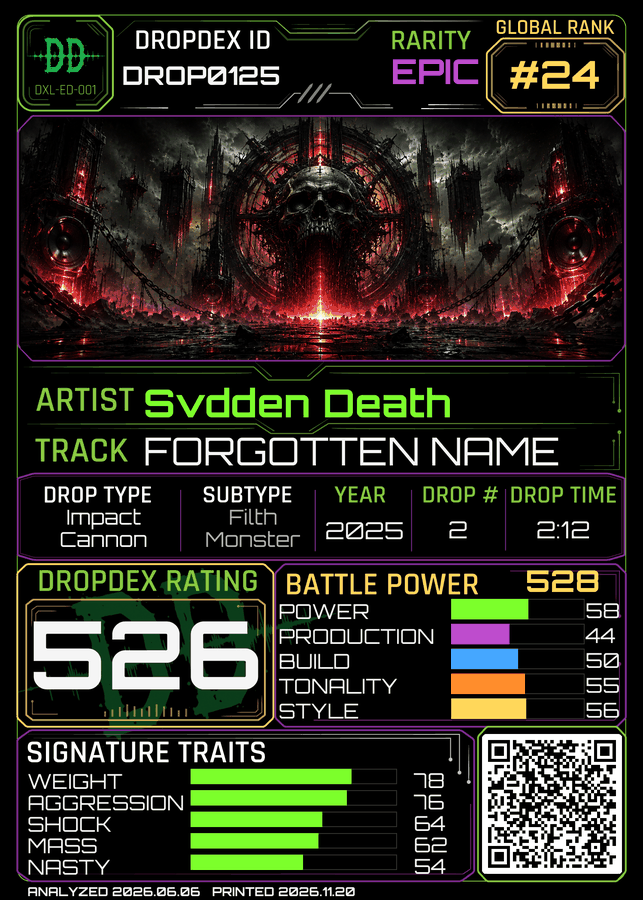 DD
DXL-ED-001
DROPDEX ID
DROP0125
RARITY
EPIC
GLOBAL RANK
#24
ARTIST Svdden Death
TRACK FORGOTTEN NAME
DROP TYPE
Impact
Cannon
SUBTYPE
Filth
Monster
YEAR
2025
DROP #
2
DROP TIME
2:12
DROPDEX RATING
526
BATTLE POWER 528
POWER 58
PRODUCTION 44
BUILD 50
TONALITY 55
STYLE 56
SIGNATURE TRAITS
WEIGHT 78
AGGRESSION 76
SHOCK 64
MASS 62
NASTY 54
ANALYZED 2026.06.06 PRINTED 2026.11.20